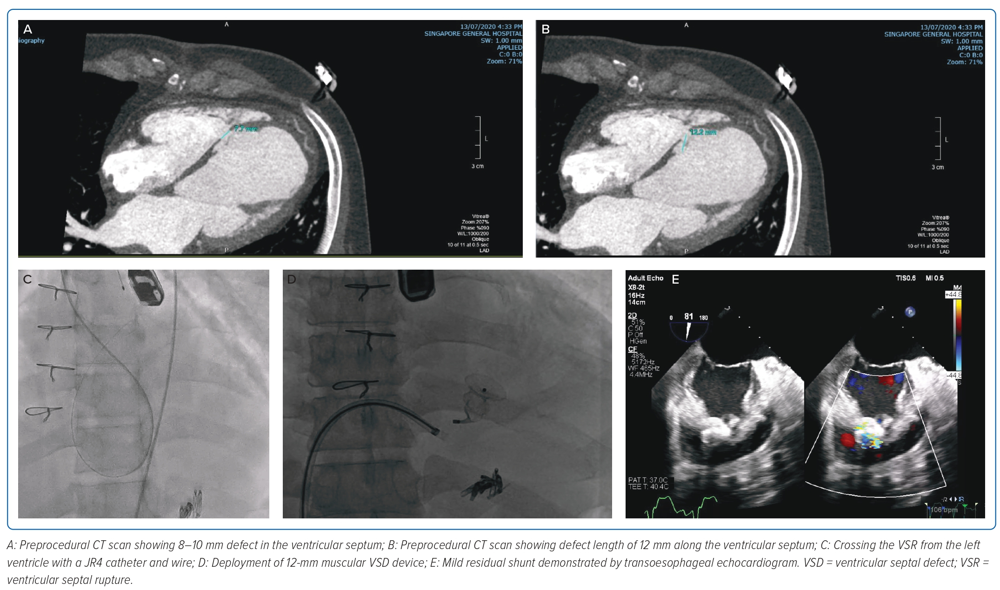 A
A
iography
13/07/2020 4:33 PM
SINGAPORE GENERAL HOSPITAL
SW: 1.00 mm
APPLIED
C:0 B:0
Zoom: 71%
7.7 mm
L
3 cm
Vitrea®
Zoom:207%
Phase %090
W/L:1000/200
Oblique
10 of 11 at 0.5 sec
LAD
P
B
A
13/07/2020 4:33 PM
SINGAPORE GENERAL HOSPITAL
SW: 1.00 mm
APPLIED
C:0 B:0
Zoom: 71%
12.2 mm
L
3 cm
Vitrea®
Zoom:207%
Phase %090
W/L:1000/200
Oblique
10 of 11 at 0.5 sec
LAD
P
C
D
E
Adult Echo
X8-2t
16Hz
14cm
2D
51%
C 50
P Off
HGen
CF
48%
5172Hz
WF 465Hz
4.4MHz
TIS0.6 MI 0.5
M4
+44.8
-44.8
0 81 180
P
PAT T: 37.0C
TEE T: 40.4C
-/2
106 bpm
A: Preprocedural CT scan showing 8–10 mm defect in the ventricular septum; B: Preprocedural CT scan showing defect length of 12 mm along the ventricular septum; C: Crossing the VSR from the left
ventricle with a JR4 catheter and wire; D: Deployment of 12-mm muscular VSD device; E: Mild residual shunt demonstrated by transoesophageal echocardiogram. VSD = ventricular septal defect; VSR =
ventricular septal rupture.